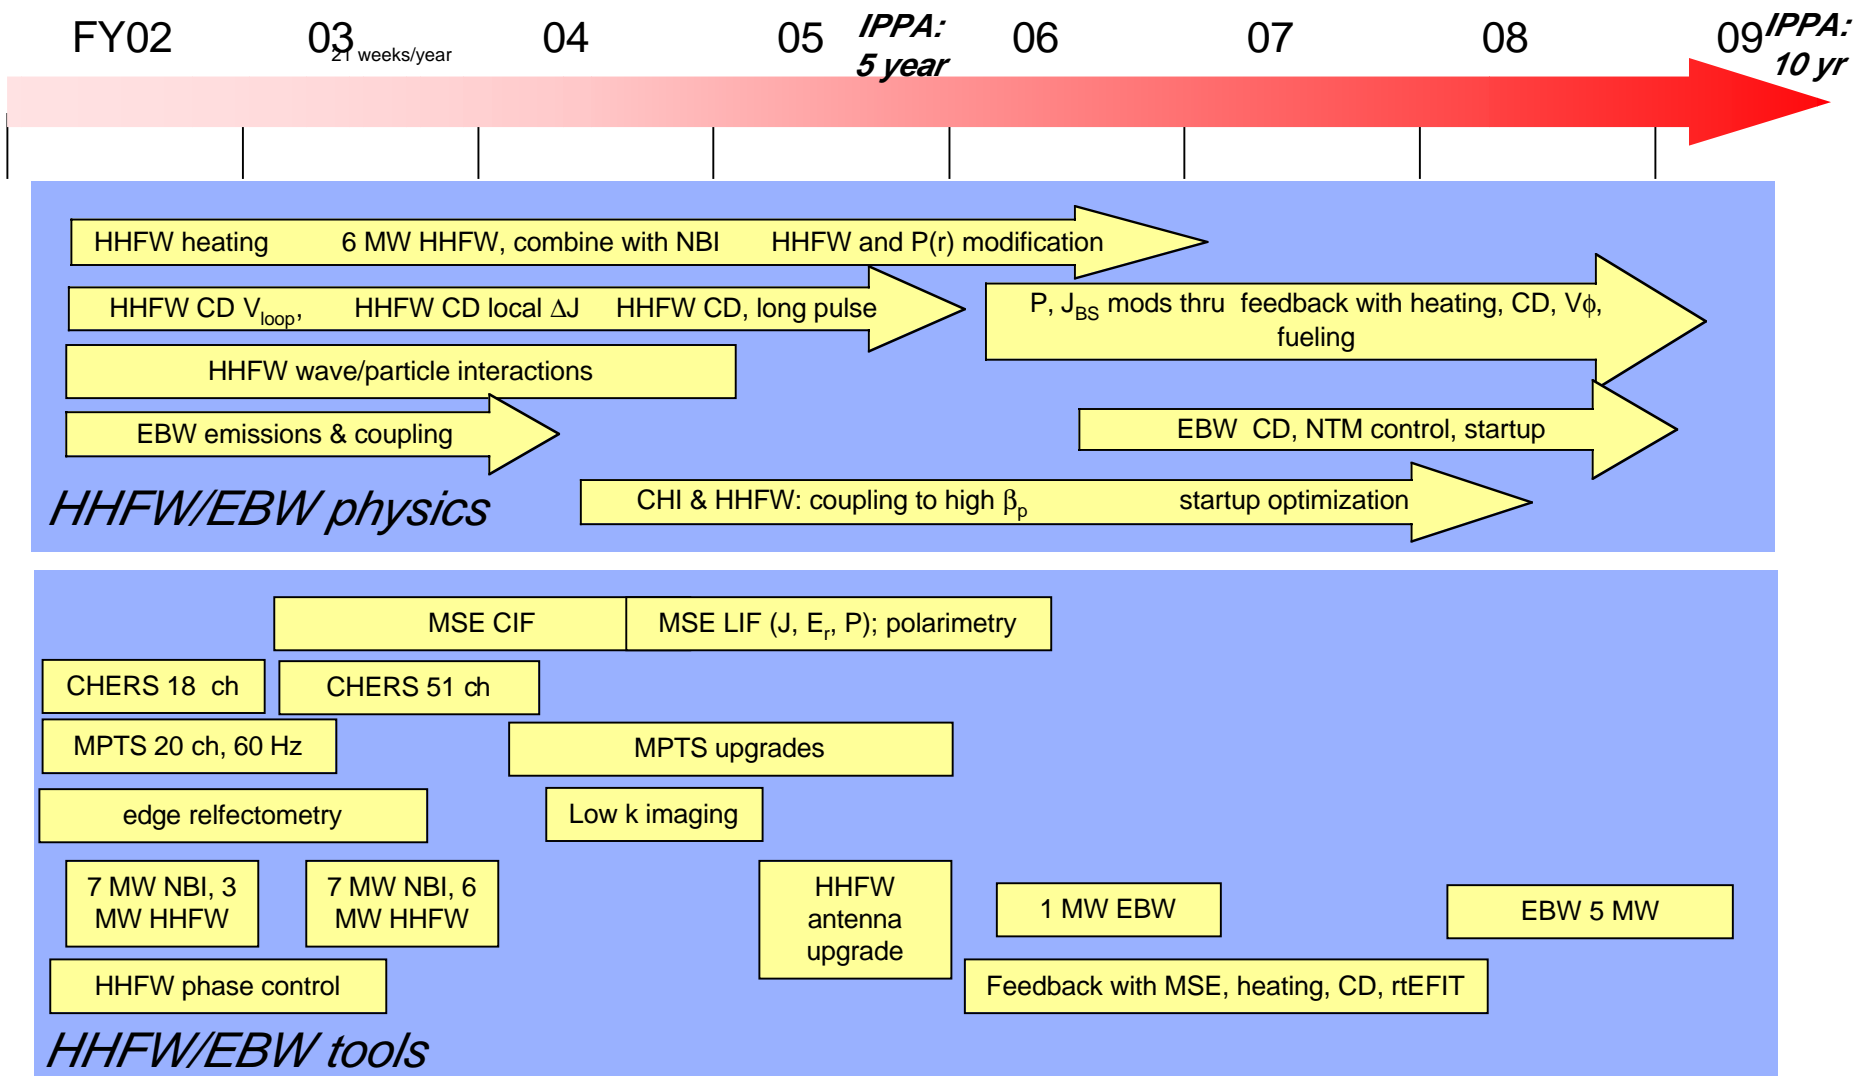 FY02 03 04 05 IPPA: 06 07 08 09 IPPA:
21 weeks/year 5 year 10 yr
HHFW heating 6 MW HHFW, combine with NBI HHFW and P(r) modification
HHFW CD Vloop, HHFW CD local ΔJ HHFW CD, long pulse
P, JBS mods thru feedback with heating, CD, Vϕ,
fueling
HHFW wave/particle interactions
EBW emissions & coupling
EBW CD, NTM control, startup
CHI & HHFW: coupling to high βp startup optimization
HHFW/EBW physics
MSE CIF
MSE LIF (J, Er, P); polarimetry
CHERS 18 ch
CHERS 51 ch
MPTS 20 ch, 60 Hz
MPTS upgrades
edge relfectometry
Low k imaging
7 MW NBI, 3
MW HHFW
7 MW NBI, 6
MW HHFW
HHFW
antenna
upgrade
1 MW EBW
EBW 5 MW
HHFW phase control
Feedback with MSE, heating, CD, rtEFIT
HHFW/EBW tools